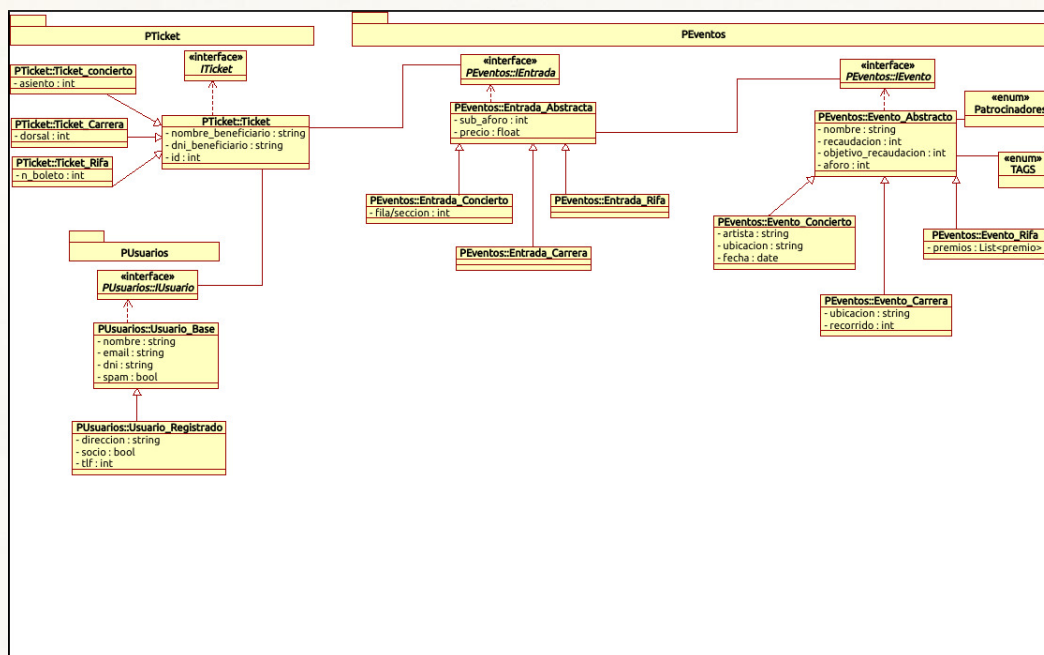 PTicket
PEventos
«interface»
ITicket
«interface»
PEventos::IEntrada
«interface»
PEventos::IEvento
PTicket::Ticket_concierto
- asiento : int
PTicket::Ticket_Carrera
- dorsal : int
PTicket::Ticket_Rifa
- n_boleto : int
PTicket::Ticket
- nombre_beneficiario : string
- dni_beneficiario : string
- id : int
PEventos::Entrada_Abstracta
- sub_aforo : int
- precio : float
PEventos::Evento_Abstracto
- nombre : string
- recaudacion : int
- objetivo_recaudacion : int
- aforo : int
«enum»
Patrocinadores
«enum»
TAGS
PEventos::Entrada_Concierto
- fila/seccion : int
PEventos::Entrada_Rifa
PEventos::Entrada_Carrera
PEventos::Evento_Concierto
- artista : string
- ubicacion : string
- fecha : date
PEventos::Evento_Rifa
- premios : List<premio>
PEventos::Evento_Carrera
- ubicacion : string
- recorrido : int
PUsuarios
«interface»
PUsuarios::IUsuario
PUsuarios::Usuario_Base
- nombre : string
- email : string
- dni : string
- spam : bool
PUsuarios::Usuario_Registrado
- direccion : string
- socio : bool
- tlf : int